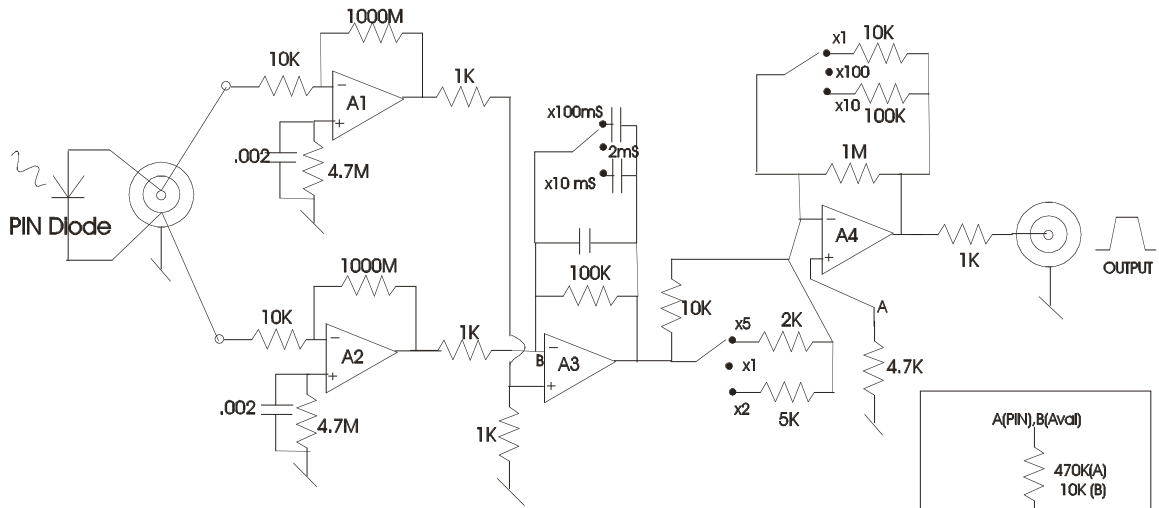 PIN Diode
10K
1000M
A1
−
+
.002
4.7M
1K
10K
1000M
A2
−
+
.002
4.7M
1K
1K
x100mS
2mS
x10 mS
100K
B
A3
−
+
10K
x5
2K
x1
x2
5K
x1
10K
x100
x10
100K
1M
A4
−
+
A
4.7K
1K
OUTPUT
A(PIN),B(Aval)
470K(A)
10K (B)